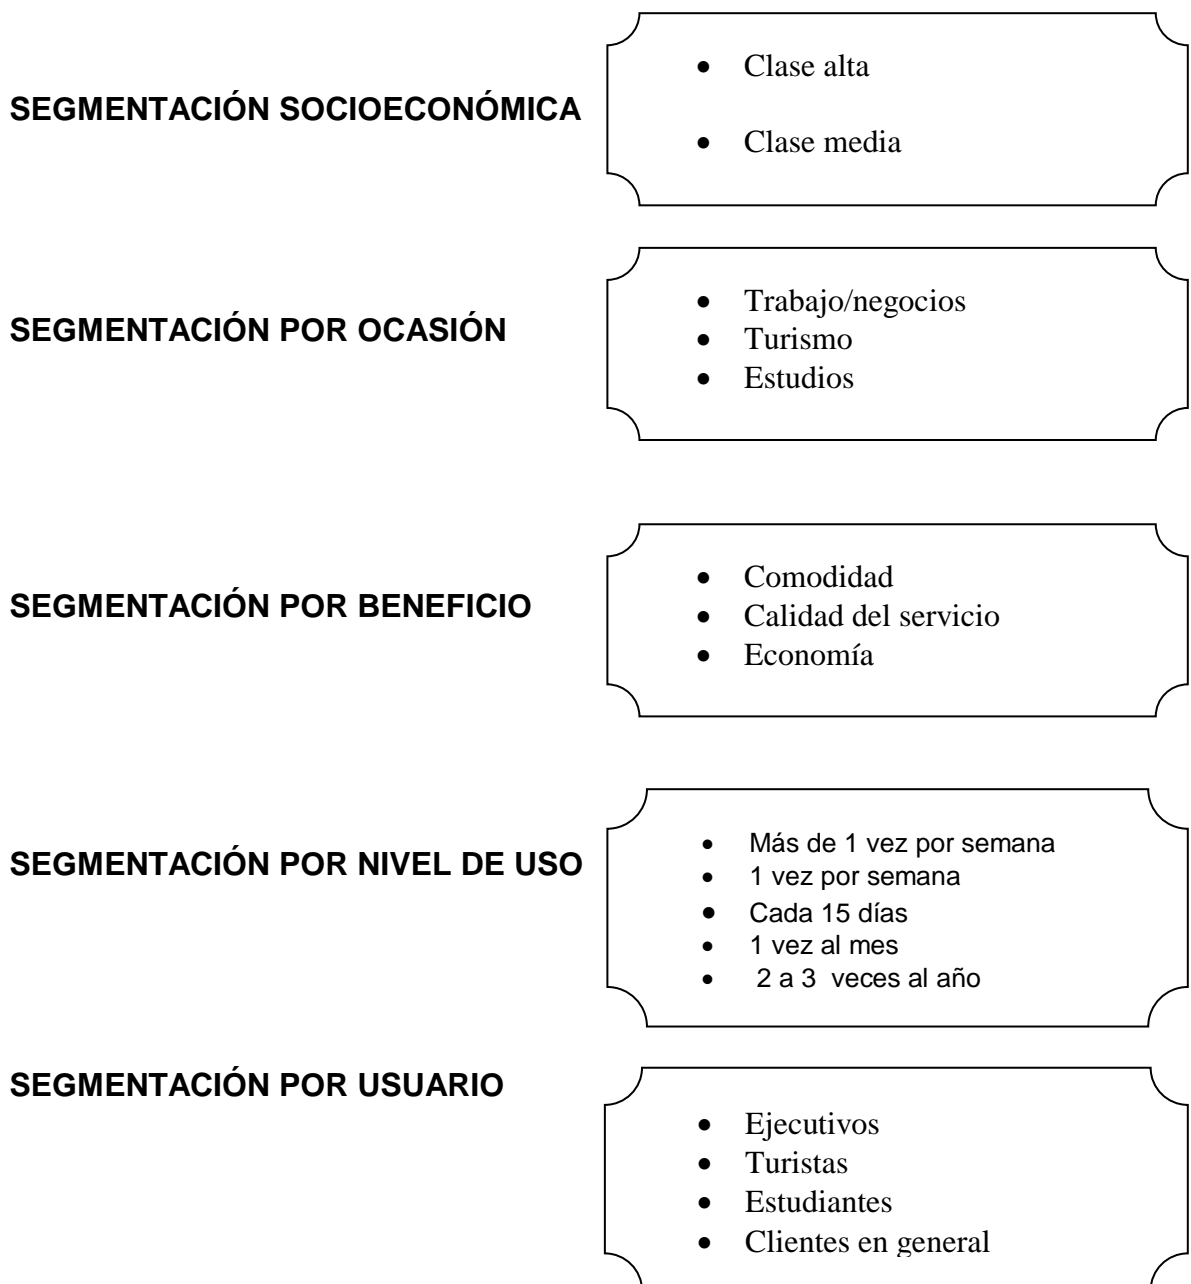 SEGMENTACIÓN SOCIOECONÓMICA
• Clase alta
• Clase media
SEGMENTACIÓN POR OCASIÓN
• Trabajo/negocios
• Turismo
• Estudios
SEGMENTACIÓN POR BENEFICIO
• Comodidad
• Calidad del servicio
• Economía
SEGMENTACIÓN POR NIVEL DE USO
• Más de 1 vez por semana
• 1 vez por semana
• Cada 15 días
• 1 vez al mes
• 2 a 3 veces al año
SEGMENTACIÓN POR USUARIO
• Ejecutivos
• Turistas
• Estudiantes
• Clientes en general